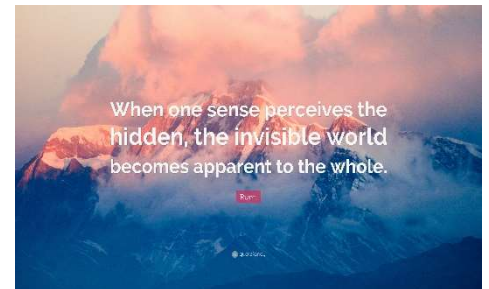 When one sense perceives the
hidden, the invisible world
becomes apparent to the whole.
Rumi